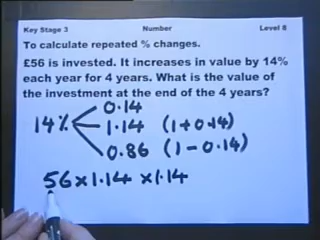 Key Stage 3 Number Level 8
To calculate repeated % changes.
£56 is invested. It increases in value by 14%
each year for 4 years. What is the value of
the investment at the end of the 4 years?
0.14
14% 1.14 (1+0.14)
0.86 (1-0.14)
56×1.14 ×1.14